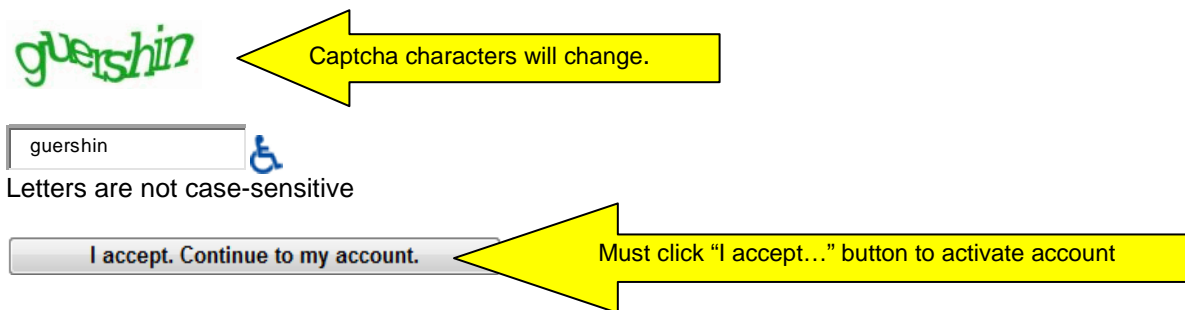 guershin
Captcha characters will change.
guershin
Letters are not case-sensitive
I accept. Continue to my account.
Must click “I accept…” button to activate account